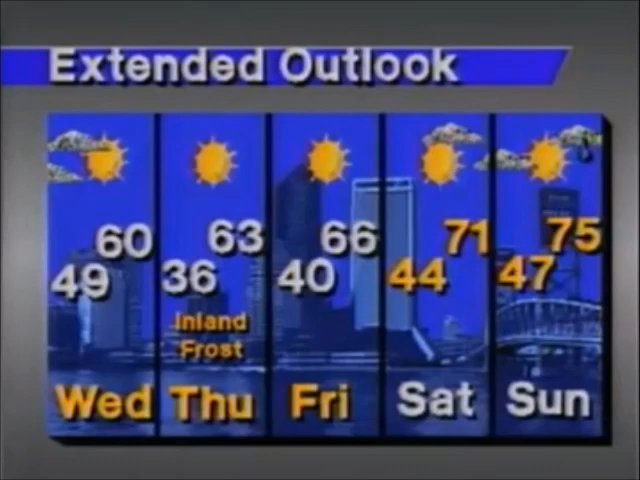 Extended Outlook
60 63 66 71 75
49 36 40 44 47
Inland
Frost
Wed Thu Fri Sat Sun